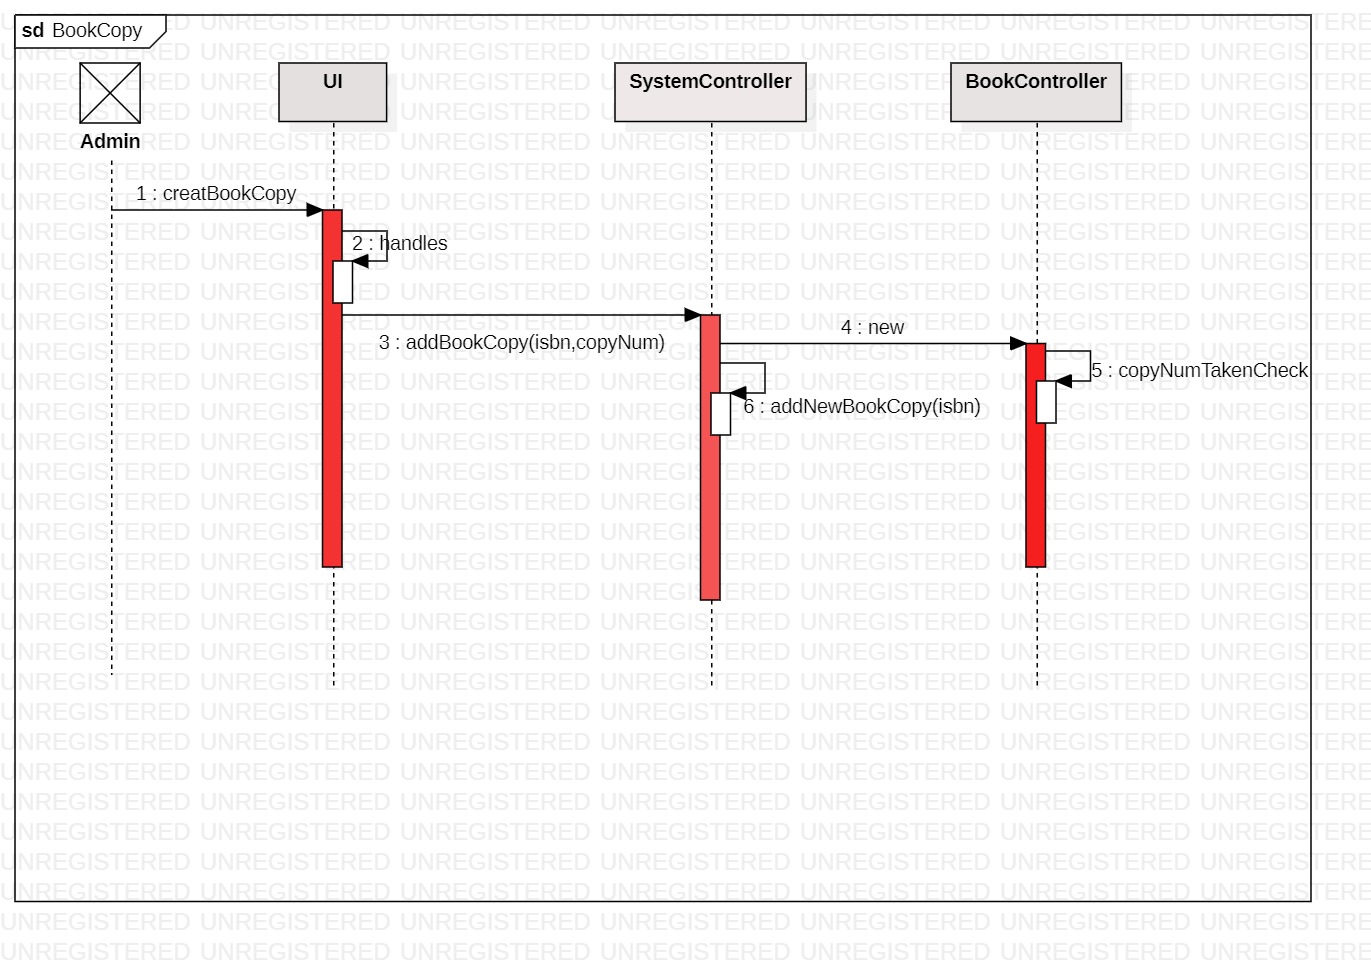 sd BookCopy
UI
SystemController
BookController
Admin
1 : creatBookCopy
2 : handles
3 : addBookCopy(isbn,copyNum)
4 : new
5 : copyNumTakenCheck
6 : addNewBookCopy(isbn)
UNREGISTERED UNREGISTERED UNREGISTERED UNREGISTERED UNREGISTERED UNREGISTERED UNREGISTERED